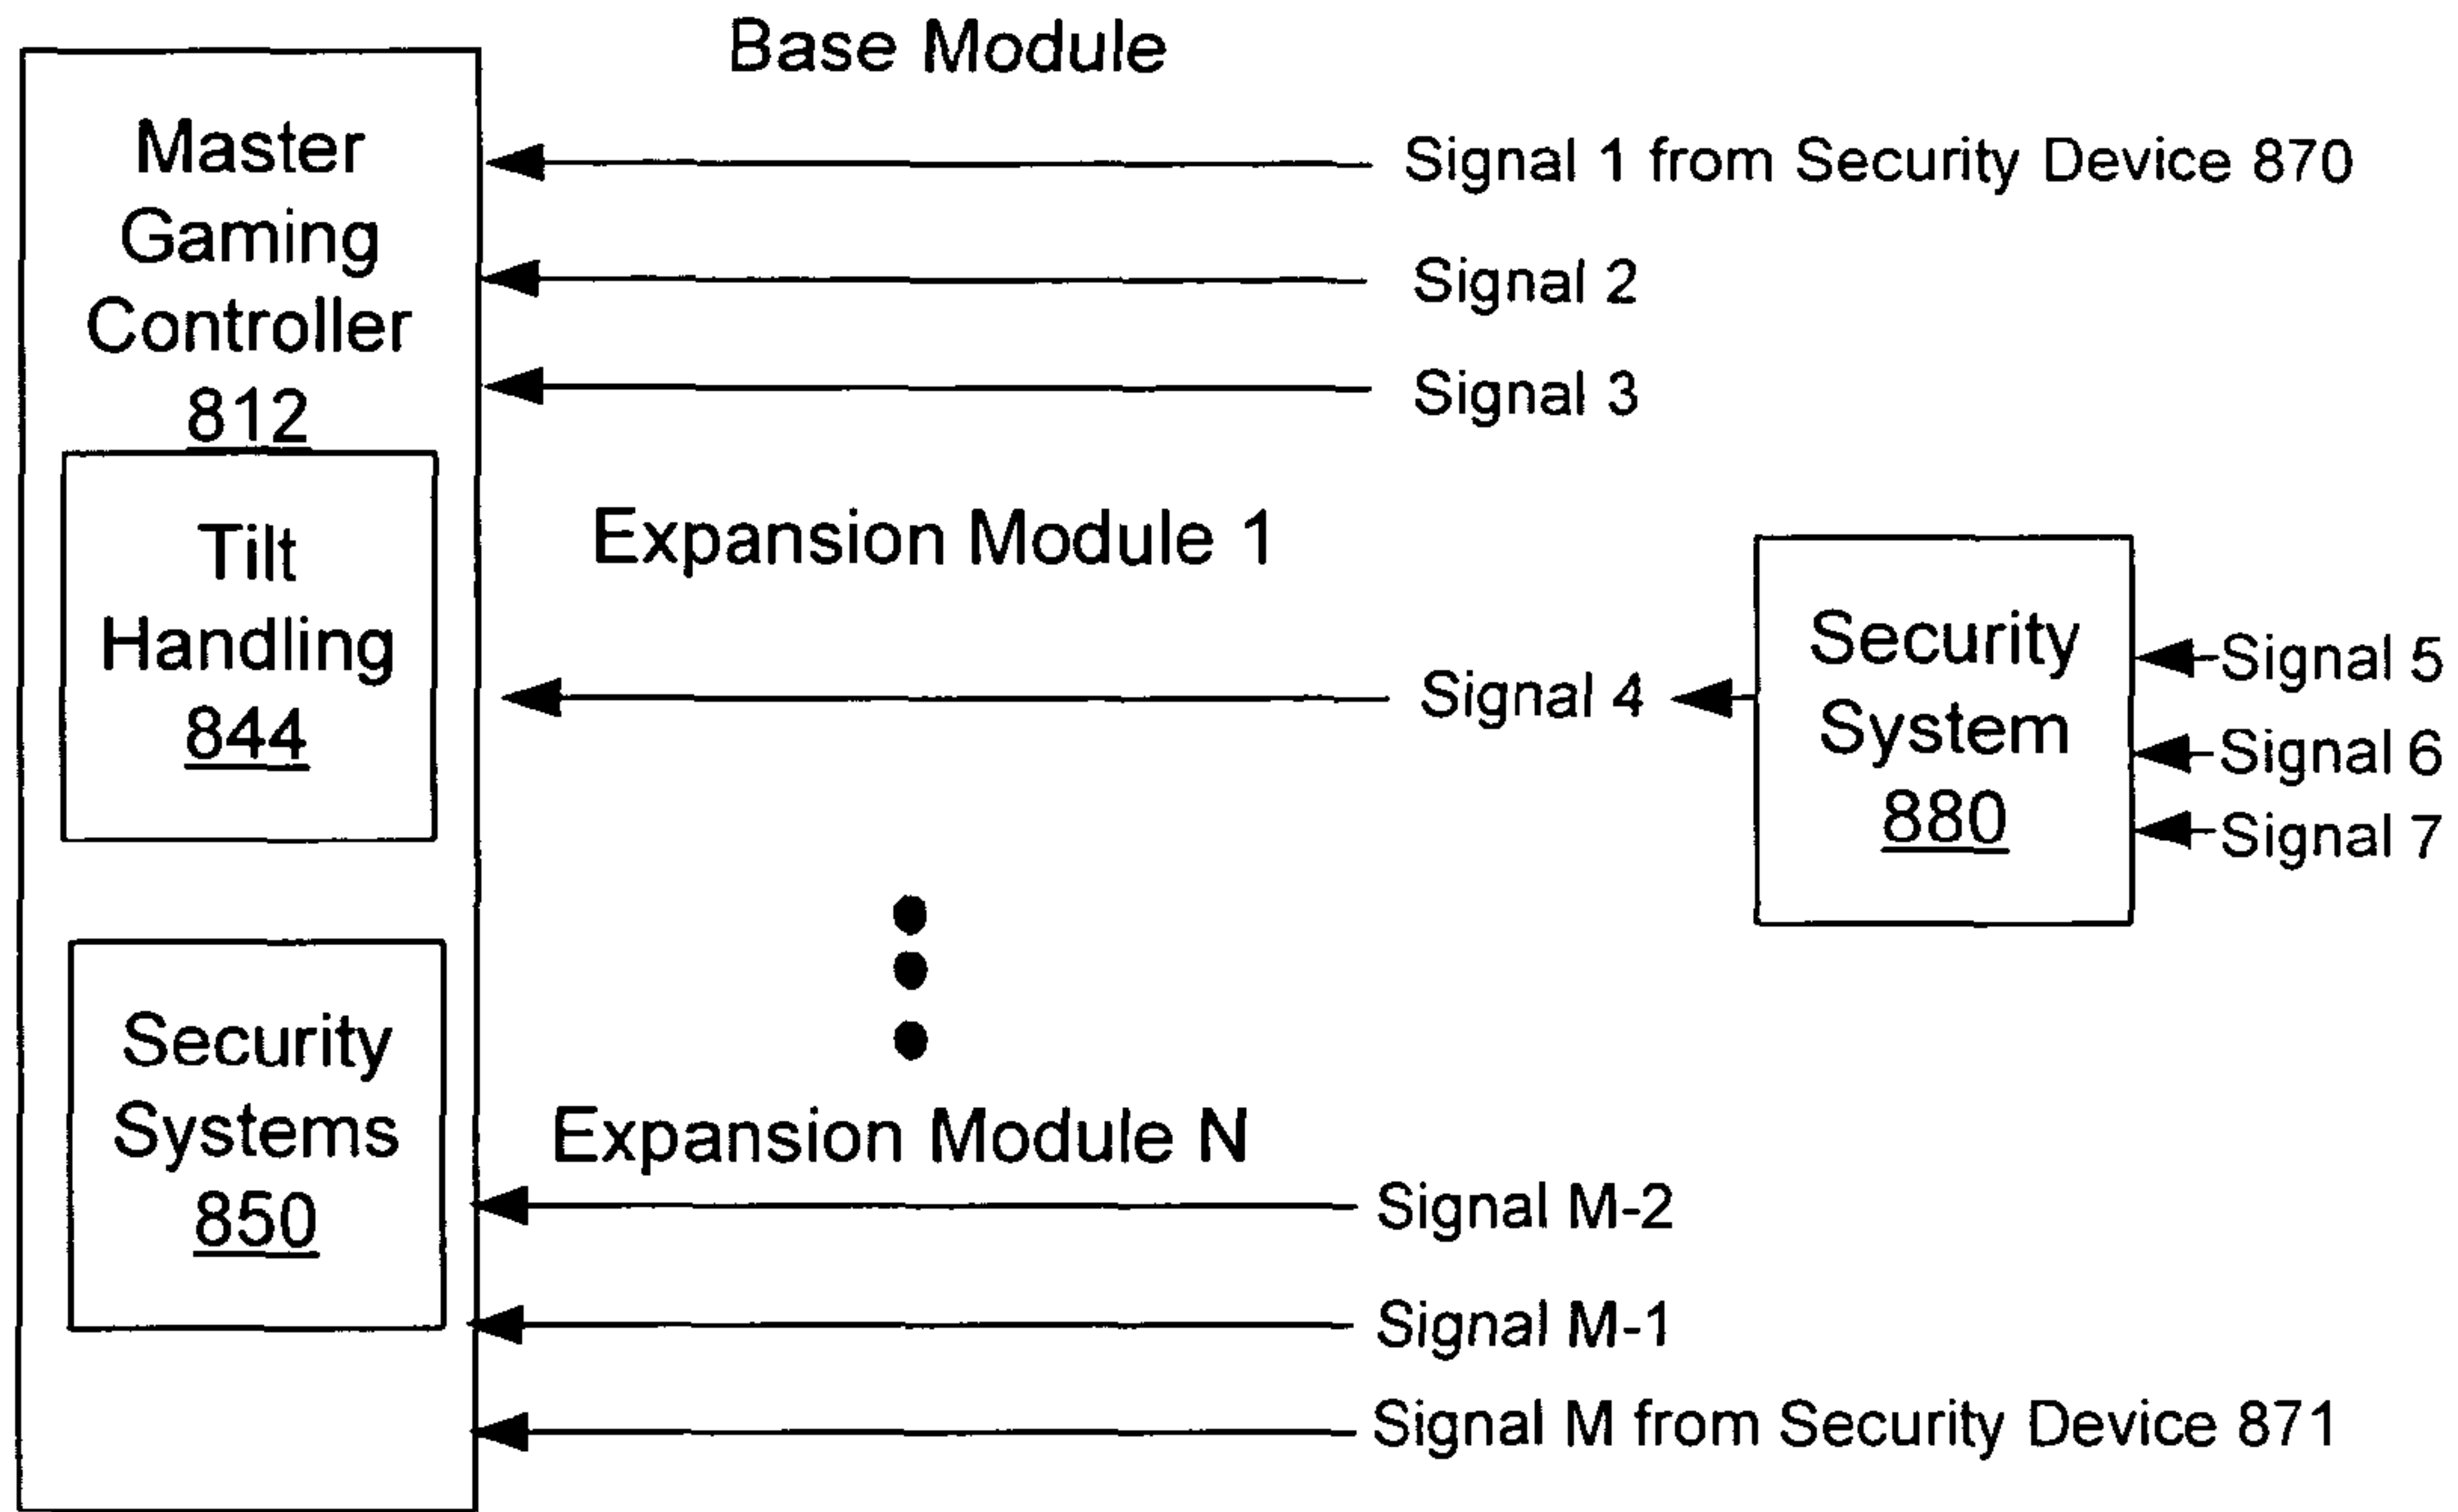 Base Module
Master
Gaming
Controller
812
Signal 1 from Security Device 870
Signal 2
Signal 3
Tilt
Handling
844
Expansion Module 1
Signal 4
Security
System
880
Signal 5
Signal 6
Signal 7
Security
Systems
850
Expansion Module N
Signal M-2
Signal M-1
Signal M from Security Device 871